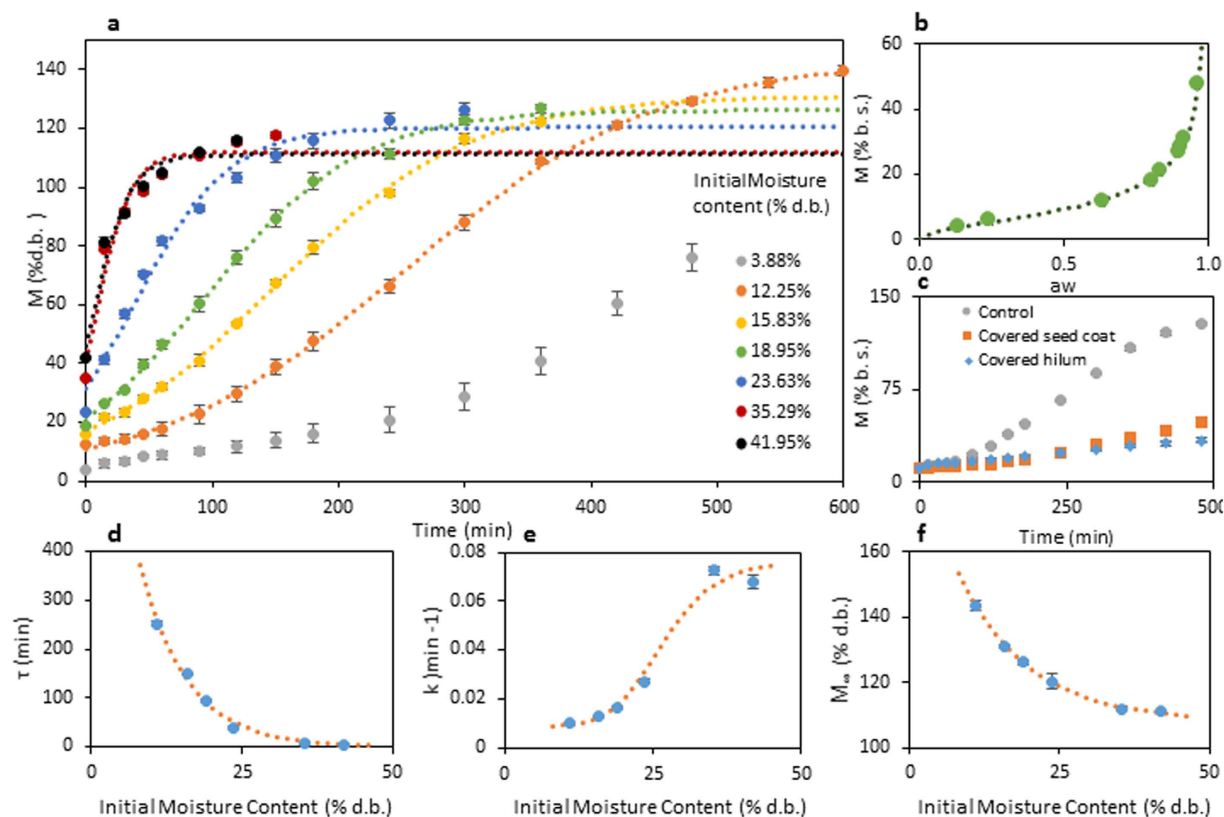 a
M (%d.b.)
140
120
100
80
60
40
20
0
0
100
200
300
400
500
600
Time (min)
Initial Moisture
content (% d.b.)
3.88%
12.25%
15.83%
18.95%
23.63%
35.29%
41.95%
b
M (% b. s.)
60
40
20
0
0.0
0.5
1.0
aw
c
M (% b. s.)
150
75
0
Control
Covered seed coat
Covered hilum
0
250
500
Time (min)
d
τ (min)
400
300
200
100
0
0
25
50
Initial Moisture Content (% d.b.)
e
k )min -1)
0.08
0.06
0.04
0.02
0
0
25
50
Initial Moisture Content (% d.b.)
f
M∞ (% d.b.)
160
140
120
100
0
25
50
Initial Moisture Content (% d.b.)